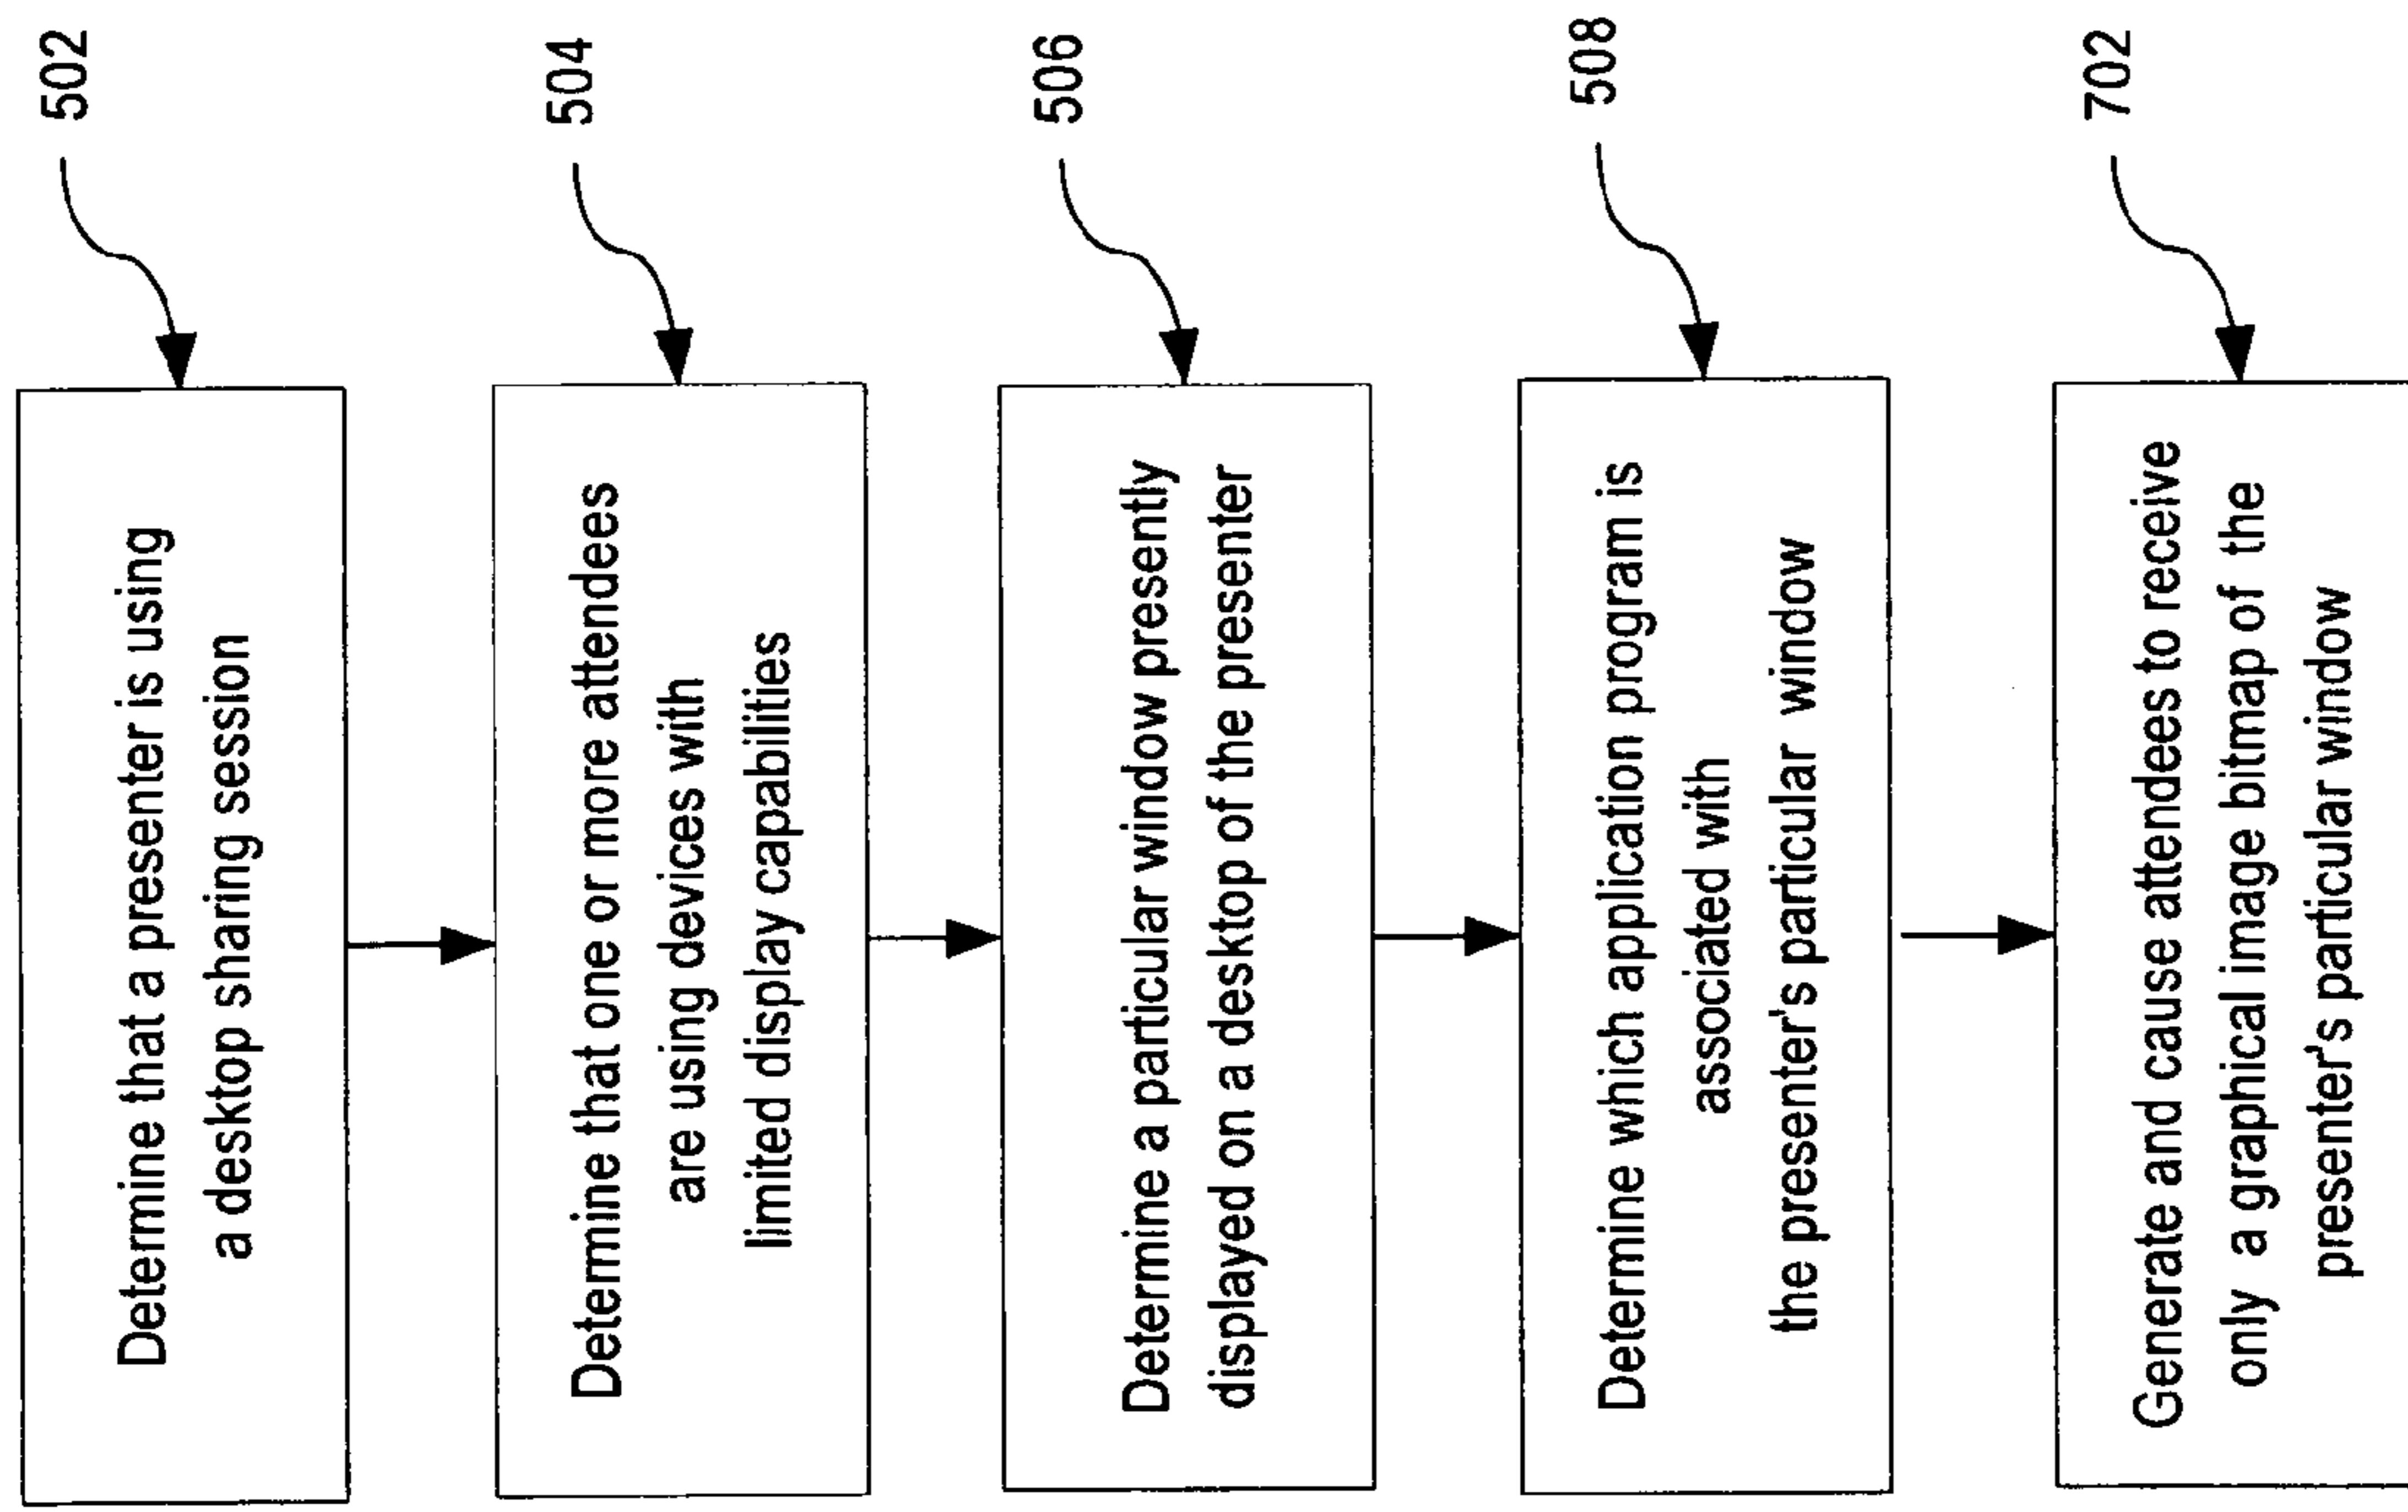 502
Determine that a presenter is using
a desktop sharing session
504
Determine that one or more attendees
are using devices with
limited display capabilities
506
Determine a particular window presently
displayed on a desktop of the presenter
508
Determine which application program is
associated with
the presenter's particular window
702
Generate and cause attendees to receive
only a graphical image bitmap of the
presenter's particular window